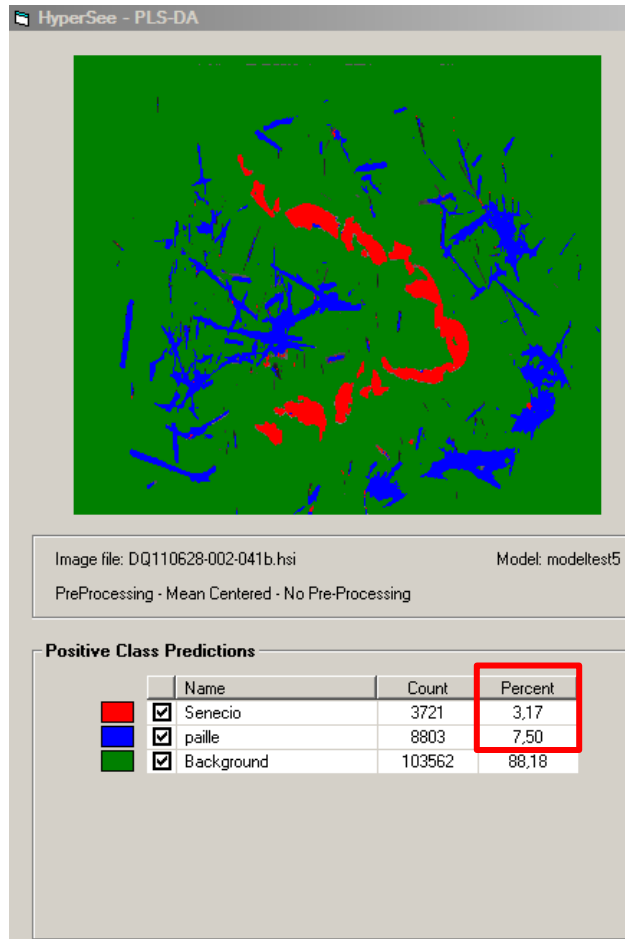 HyperSee - PLS-DA
Image file: DQ110628-002-041b.hsi Model: modeltest5
PreProcessing - Mean Centered - No Pre-Processing
Positive Class Predictions
Name Count Percent
Senecio 3721 3,17
paille 8803 7,50
Background 103562 88,18